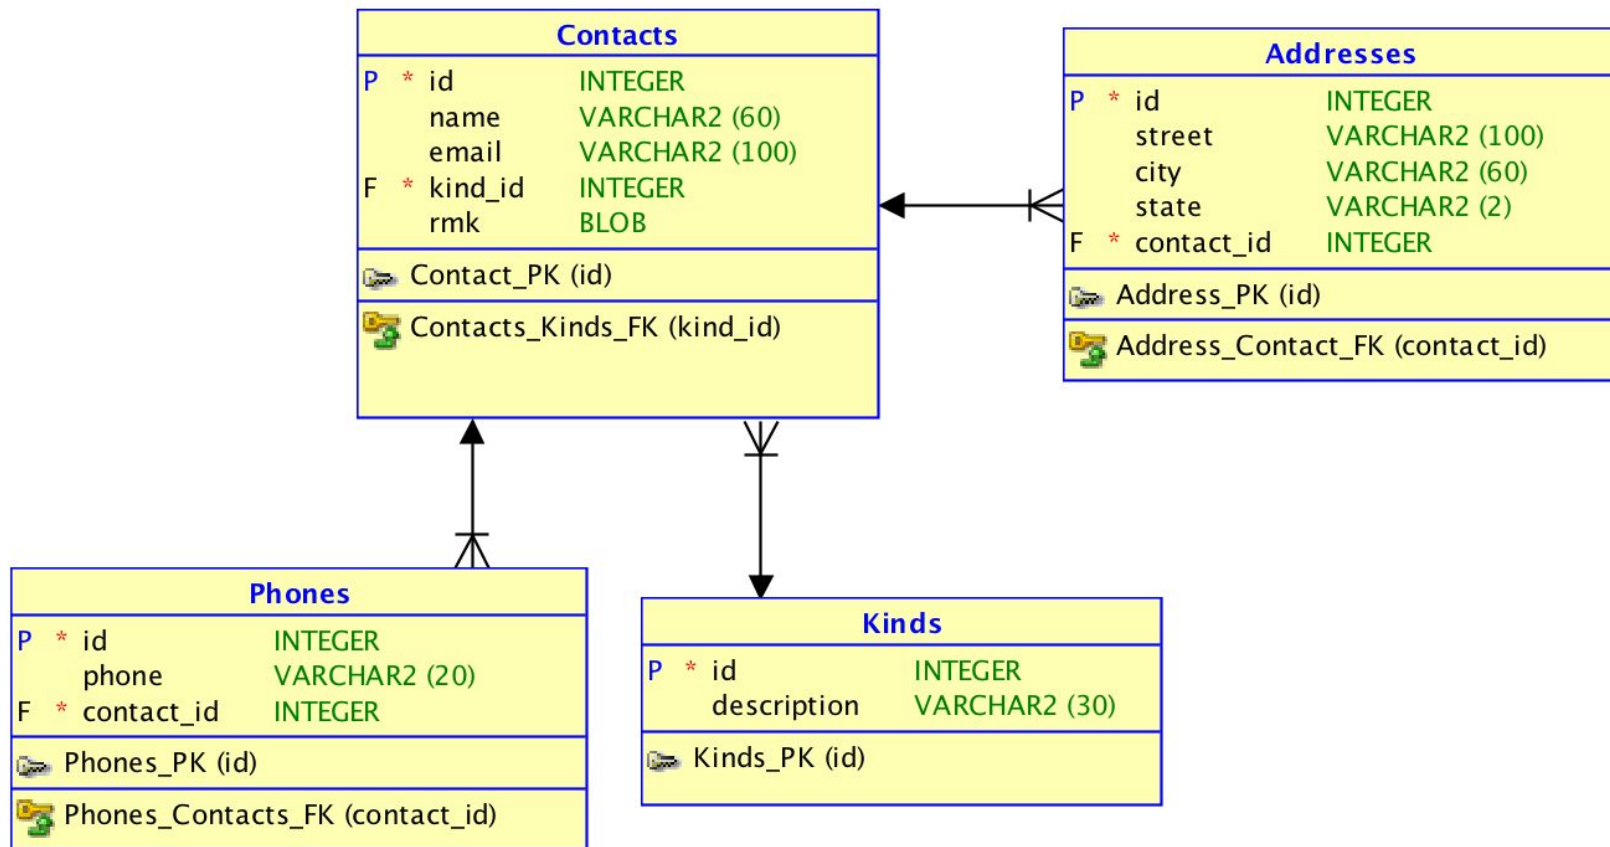 Contacts
P * id INTEGER
name VARCHAR2 (60)
email VARCHAR2 (100)
F * kind_id INTEGER
rmk BLOB
Contact_PK (id)
Contacts_Kinds_FK (kind_id)
Addresses
P * id INTEGER
street VARCHAR2 (100)
city VARCHAR2 (60)
state VARCHAR2 (2)
F * contact_id INTEGER
Address_PK (id)
Address_Contact_FK (contact_id)
Phones
P * id INTEGER
phone VARCHAR2 (20)
F * contact_id INTEGER
Phones_PK (id)
Phones_Contacts_FK (contact_id)
Kinds
P * id INTEGER
description VARCHAR2 (30)
Kinds_PK (id)